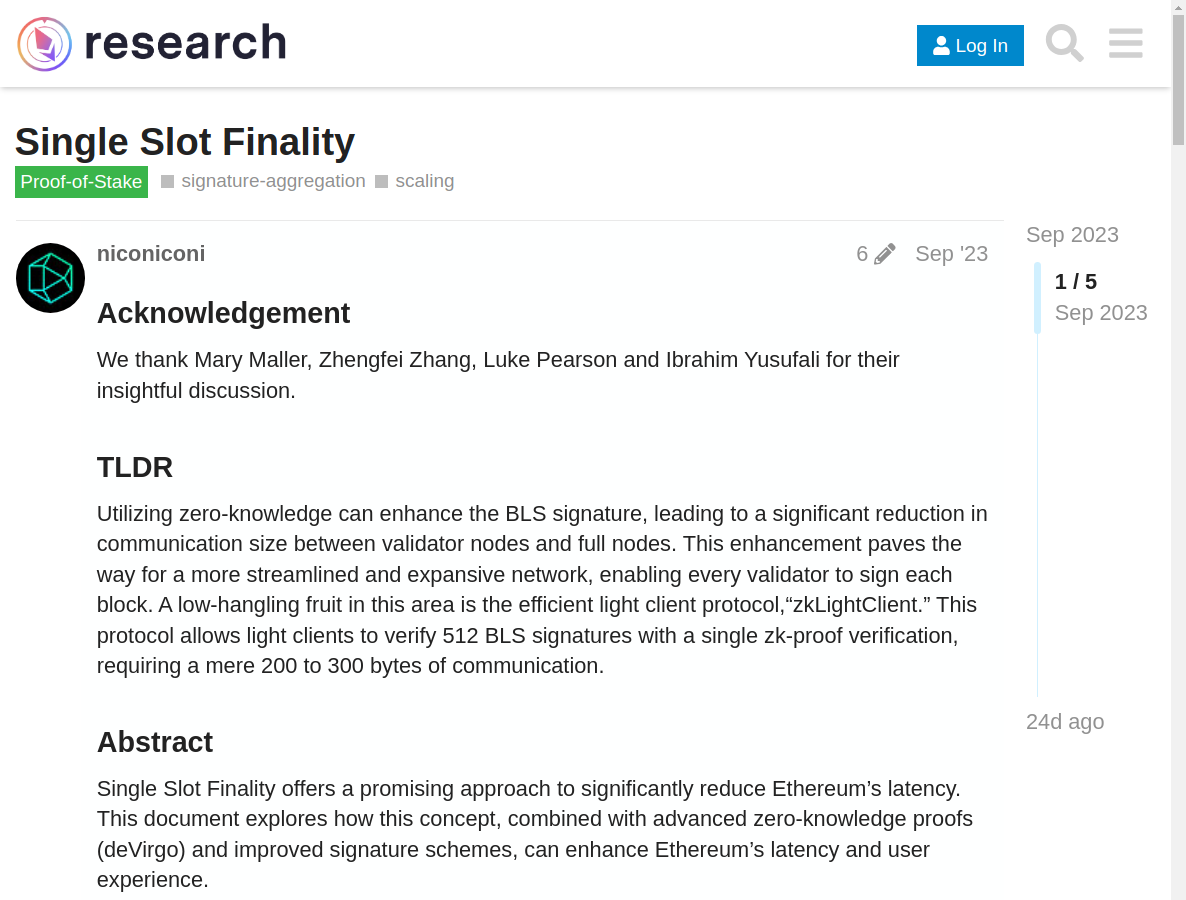 research
Log In
Single Slot Finality
Proof-of-Stake signature-aggregation scaling
Sep 2023
niconiconi 6 Sep '23
1 / 5
Sep 2023
Acknowledgement
We thank Mary Maller, Zhengfei Zhang, Luke Pearson and Ibrahim Yusufali for their
insightful discussion.
TLDR
Utilizing zero-knowledge can enhance the BLS signature, leading to a significant reduction in
communication size between validator nodes and full nodes. This enhancement paves the
way for a more streamlined and expansive network, enabling every validator to sign each
block. A low-hangling fruit in this area is the efficient light client protocol,“zkLightClient.” This
protocol allows light clients to verify 512 BLS signatures with a single zk-proof verification,
requiring a mere 200 to 300 bytes of communication.
24d ago
Abstract
Single Slot Finality offers a promising approach to significantly reduce Ethereum’s latency.
This document explores how this concept, combined with advanced zero-knowledge proofs
(deVirgo) and improved signature schemes, can enhance Ethereum’s latency and user
experience.